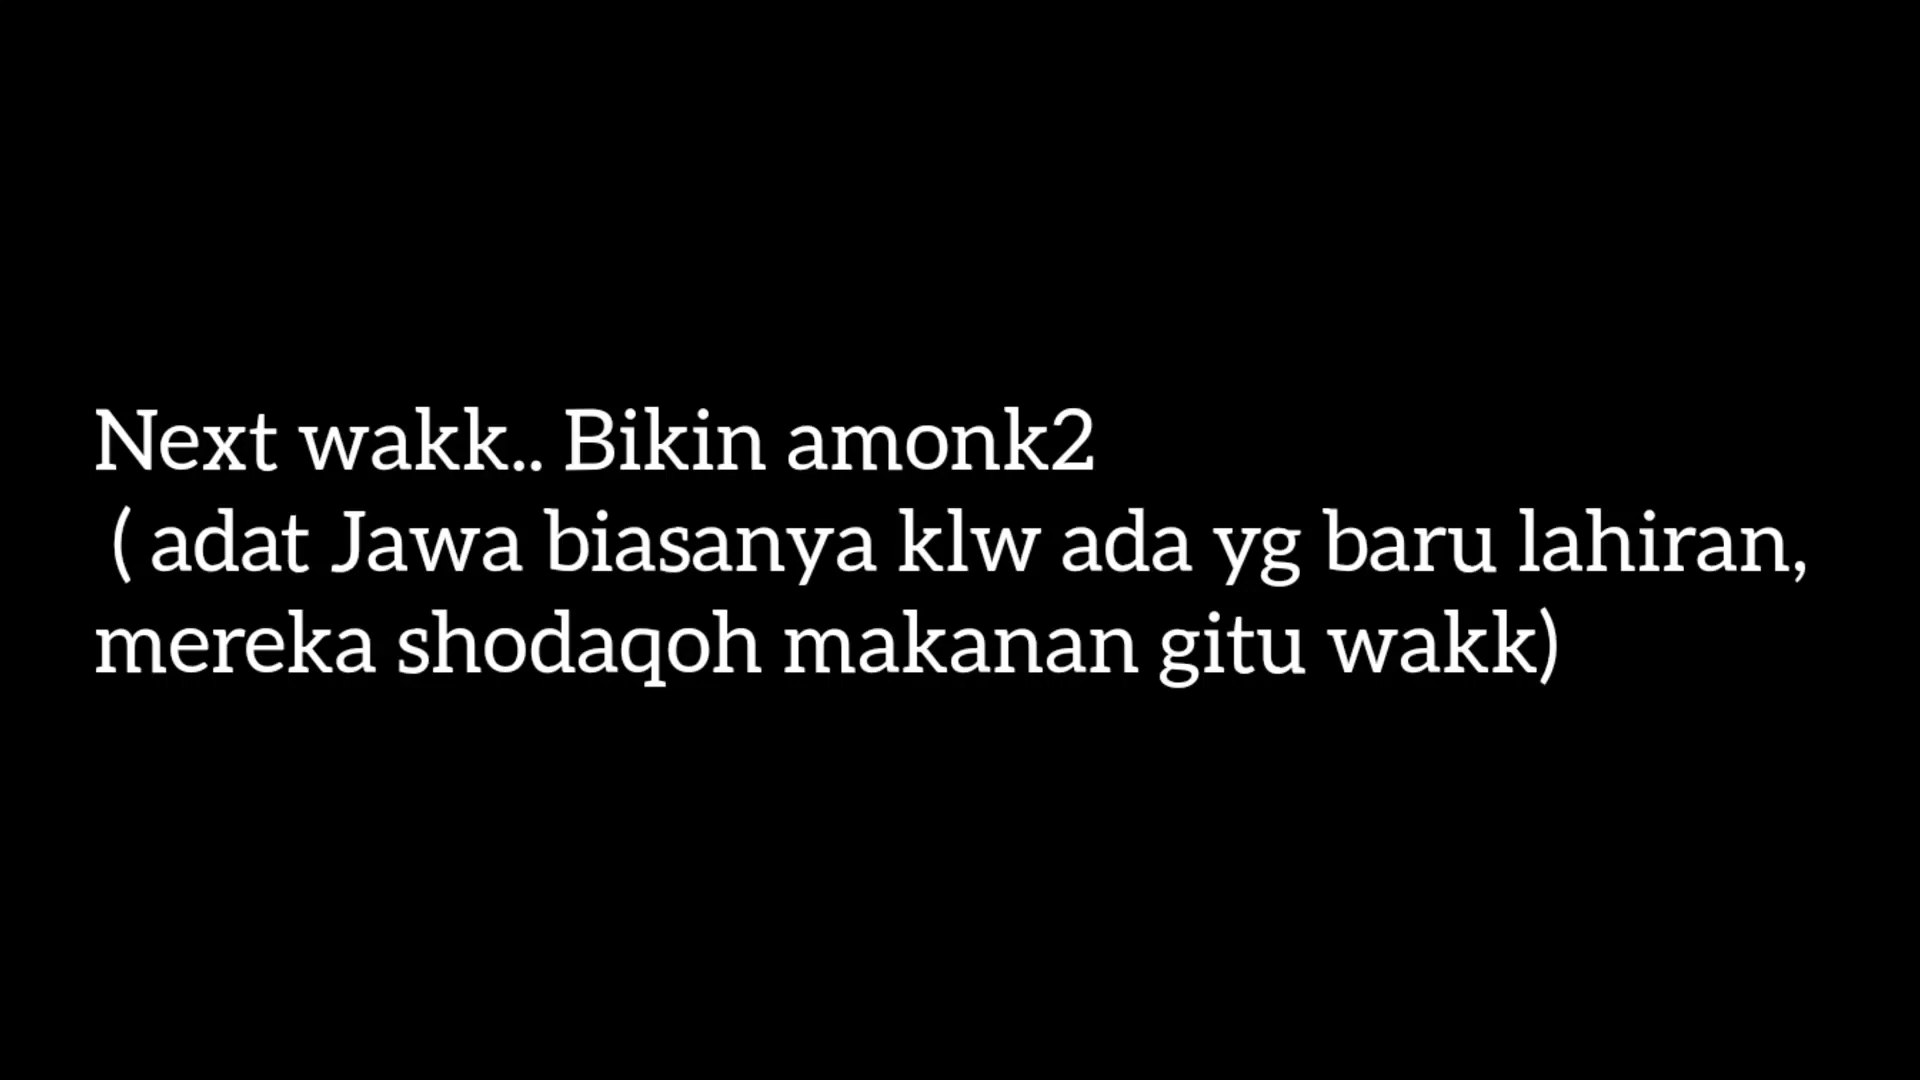 Next wakk.. Bikin amonk2
( adat Jawa biasanya klw ada yg baru lahiran,
mereka shodaqoh makanan gitu wakk)